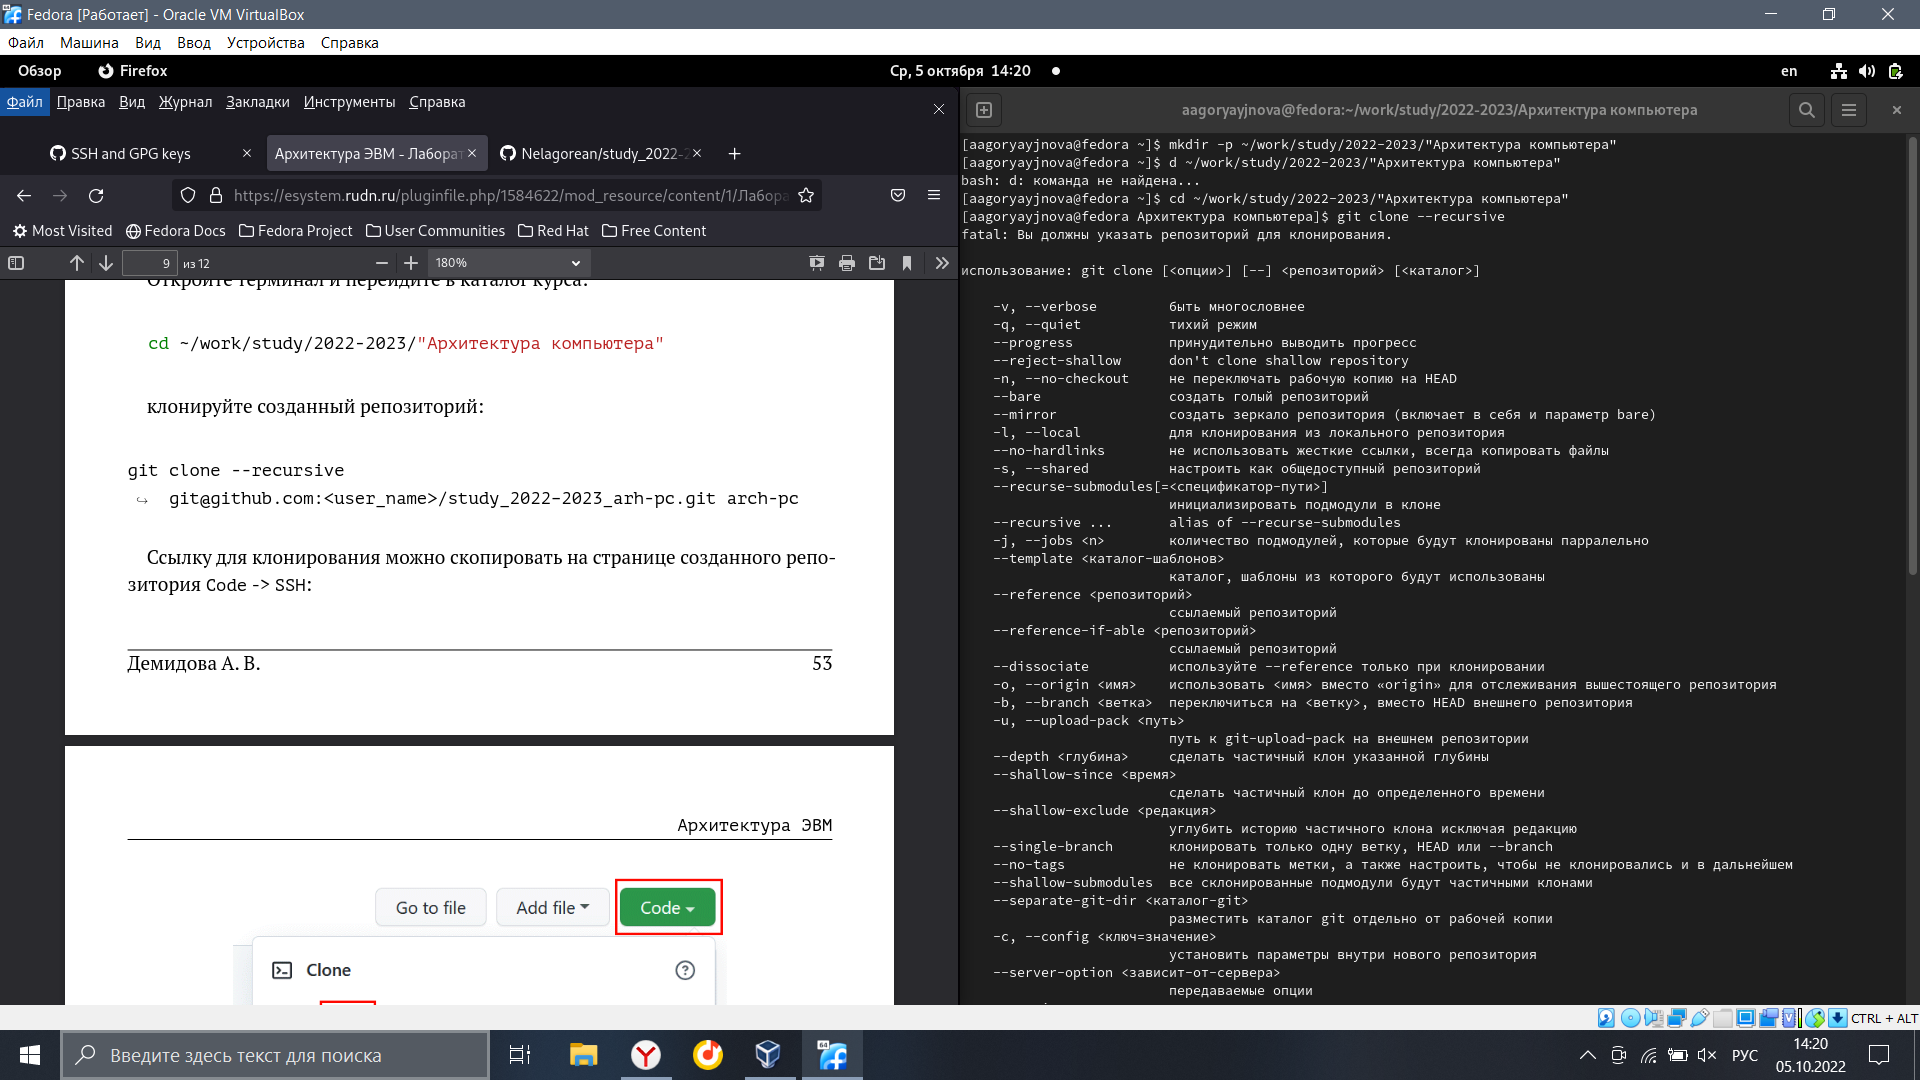 Fedora [Работает] - Oracle VM VirtualBox
Файл Машина Вид Ввод Устройства Справка
Обзор Firefox Ср, 5 октября 14:20 en
Файл Правка Вид Журнал Закладки Инструменты Справка
SSH and GPG keys Архитектура ЭВМ - Лаборат Nelagorean/study_2022-2
https://esystem.rudn.ru/pluginfile.php/1584622/mod_resource/content/1/Лабора
Most Visited Fedora Docs Fedora Project User Communities Red Hat Free Content
9 из 12 180%
Откройте терминал и перейдите в каталог курса:
cd ~/work/study/2022-2023/"Архитектура компьютера"
клонируйте созданный репозиторий:
git clone --recursive
↪ git@github.com:<user_name>/study_2022-2023_arh-pc.git arch-pc
Ссылку для клонирования можно скопировать на странице созданного репо-
зитория Code -> SSH:
Демидова А. В. 53
Архитектура ЭВМ
Go to file Add file Code
Clone
aagoryayjnova@fedora:~/work/study/2022-2023/Архитектура компьютера
[aagoryayjnova@fedora ~]$ mkdir -p ~/work/study/2022-2023/"Архитектура компьютера"
[aagoryayjnova@fedora ~]$ d ~/work/study/2022-2023/"Архитектура компьютера"
bash: d: команда не найдена...
[aagoryayjnova@fedora ~]$ cd ~/work/study/2022-2023/"Архитектура компьютера"
[aagoryayjnova@fedora Архитектура компьютера]$ git clone --recursive
fatal: Вы должны указать репозиторий для клонирования.
использование: git clone [<опции>] [--] <репозиторий> [<каталог>]
-v, --verbose быть многословнее
-q, --quiet тихий режим
--progress принудительно выводить прогресс
--reject-shallow don't clone shallow repository
-n, --no-checkout не переключать рабочую копию на HEAD
--bare создать голый репозиторий
--mirror создать зеркало репозитория (включает в себя и параметр bare)
-l, --local для клонирования из локального репозитория
--no-hardlinks не использовать жесткие ссылки, всегда копировать файлы
-s, --shared настроить как общедоступный репозиторий
--recurse-submodules[=<спецификатор-пути>]
инициализировать подмодули в клоне
--recursive ... alias of --recurse-submodules
-j, --jobs <n> количество подмодулей, которые будут клонированы парралельно
--template <каталог-шаблонов>
каталог, шаблоны из которого будут использованы
--reference <репозиторий>
ссылаемый репозиторий
--reference-if-able <репозиторий>
ссылаемый репозиторий
--dissociate используйте --reference только при клонировании
-o, --origin <имя> использовать <имя> вместо «origin» для отслеживания вышестоящего репозитория
-b, --branch <ветка> переключиться на <ветку>, вместо HEAD внешнего репозитория
-u, --upload-pack <путь>
путь к git-upload-pack на внешнем репозитории
--depth <глубина> сделать частичный клон указанной глубины
--shallow-since <время>
сделать частичный клон до определенного времени
--shallow-exclude <редакция>
углубить историю частичного клона исключая редакцию
--single-branch клонировать только одну ветку, HEAD или --branch
--no-tags не клонировать метки, а также настроить, чтобы не клонировались и в дальнейшем
--shallow-submodules все склонированные подмодули будут частичными клонами
--separate-git-dir <каталог-git>
разместить каталог git отдельно от рабочей копии
-c, --config <ключ=значение>
установить параметры внутри нового репозитория
--server-option <зависит-от-сервера>
передаваемые опции
CTRL + ALT
Введите здесь текст для поиска
РУС 14:20
05.10.2022